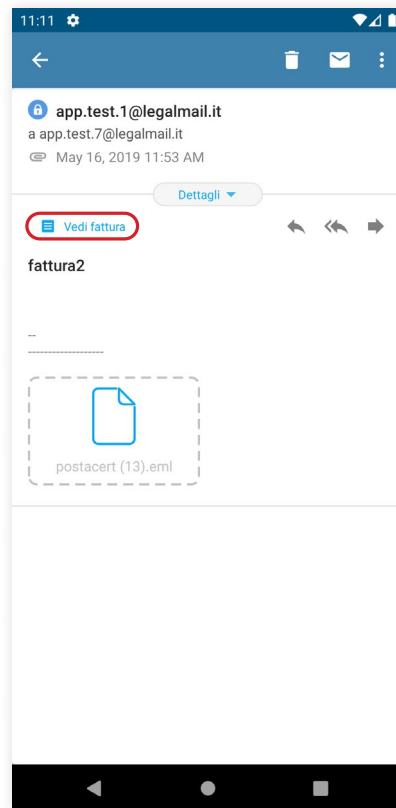 11:11
app.test.1@legalmail.it
a app.test.7@legalmail.it
May 16, 2019 11:53 AM
Dettagli
Vedi fattura
fattura2
--
-------------------
postacert (13).eml